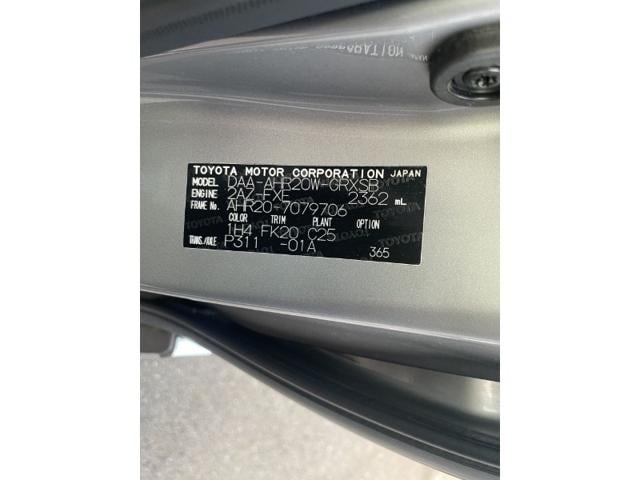 TOYOTA MOTOR CORPORATION JAPAN
MODEL DAA-AHR20W-GRXSB
ENGINE 2AZ-FXE 2362 mL
FRAME No. AHR20-7079706
COLOR TRIM PLANT OPTION
1H4 FK20 C25
TRANS./AXLE P311 -01A 365